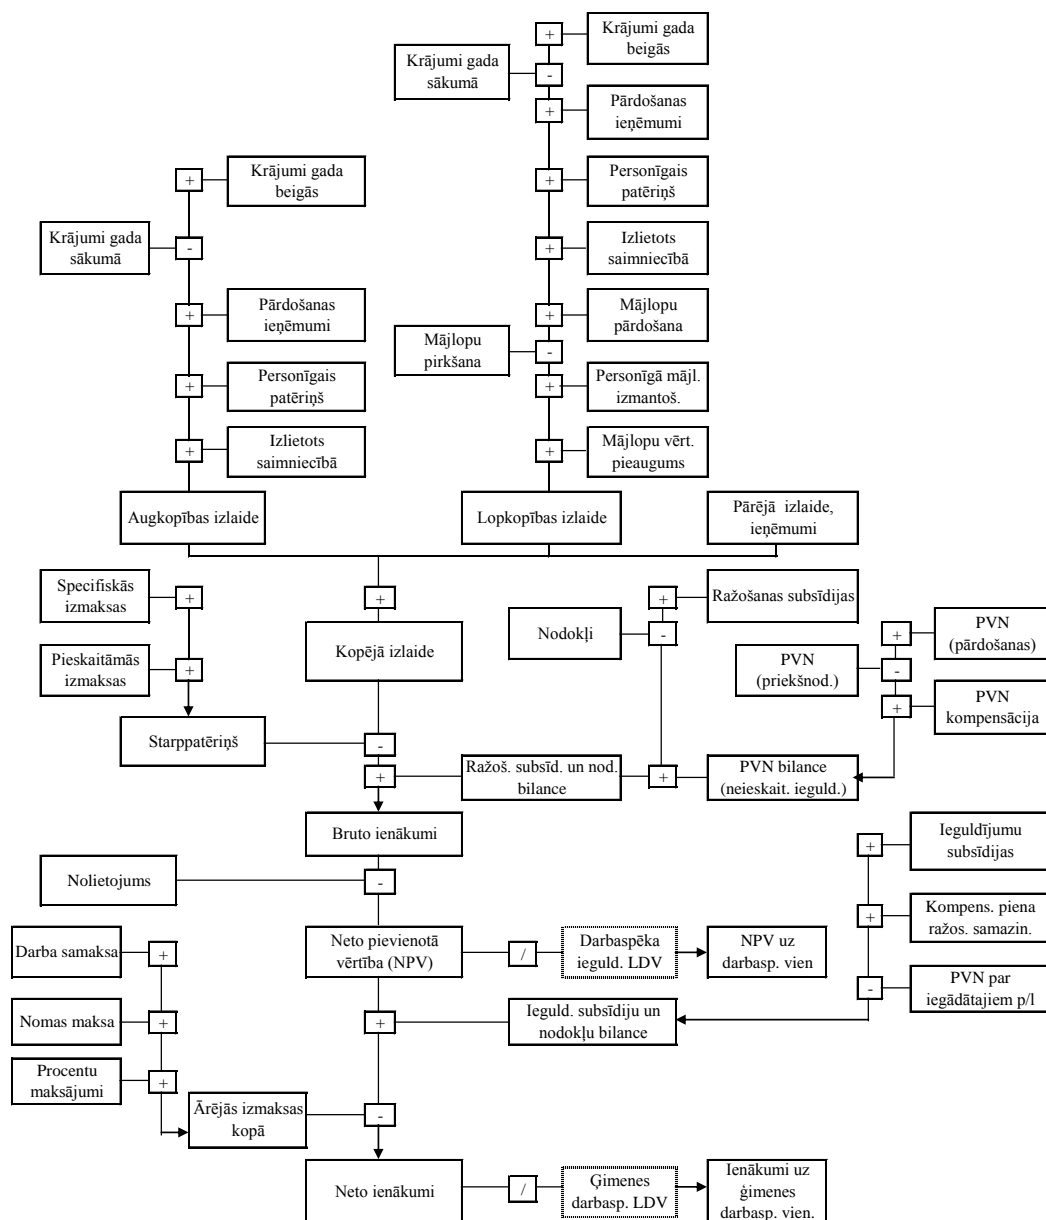 +
Krājumi gada
beigās
Krājumi gada
sākumā
-
+
Pārdošanas
ieņēmumi
+
Krājumi gada
beigās
+
Personīgais
patēriņš
Krājumi gada
sākumā
-
+
Izlietots
saimniecībā
+
Pārdošanas
ieņēmumi
+
Mājlopu
pārdošana
Mājlopu
pirkšana
-
+
Personīgais
patēriņš
+
Personīgā mājl.
izmantoš.
+
Izlietots
saimniecībā
+
Mājlopu vērt.
pieaugums
Augkopības izlaide
Lopkopības izlaide
Pārējā izlaide,
ieņēmumi
Specifiskās
izmaksas
+
+
+
Ražošanas subsīdijas
Nodokļi
-
+
PVN
(pārdošanas)
Pieskaitāmās
izmaksas
+
Kopējā izlaide
PVN
(priekšnod.)
-
+
PVN
kompensācija
Starppatēriņš
-
+
Ražoš. subsīd. un nod.
bilance
+
PVN bilance
(neieskait. ieguld.)
Bruto ienākumi
+
Ieguldījumu
subsīdijas
Nolietojums
-
+
Kompens. piena
ražos. samazin.
Darba samaksa
+
Neto pievienotā
vērtība (NPV)
/
Darbaspēka
ieguld. LDV
NPV uz
darbasp. vien
-
PVN par
iegādātajiem p/l
Nomas maksa
+
+
Ieguld. subsīdiju un
nodokļu bilance
Procentu
maksājumi
+
Ārējās izmaksas
kopā
-
Neto ienākumi
/
Ģimenes
darbasp. LDV
Ienākumi uz
ģimenes
darbasp. vien.